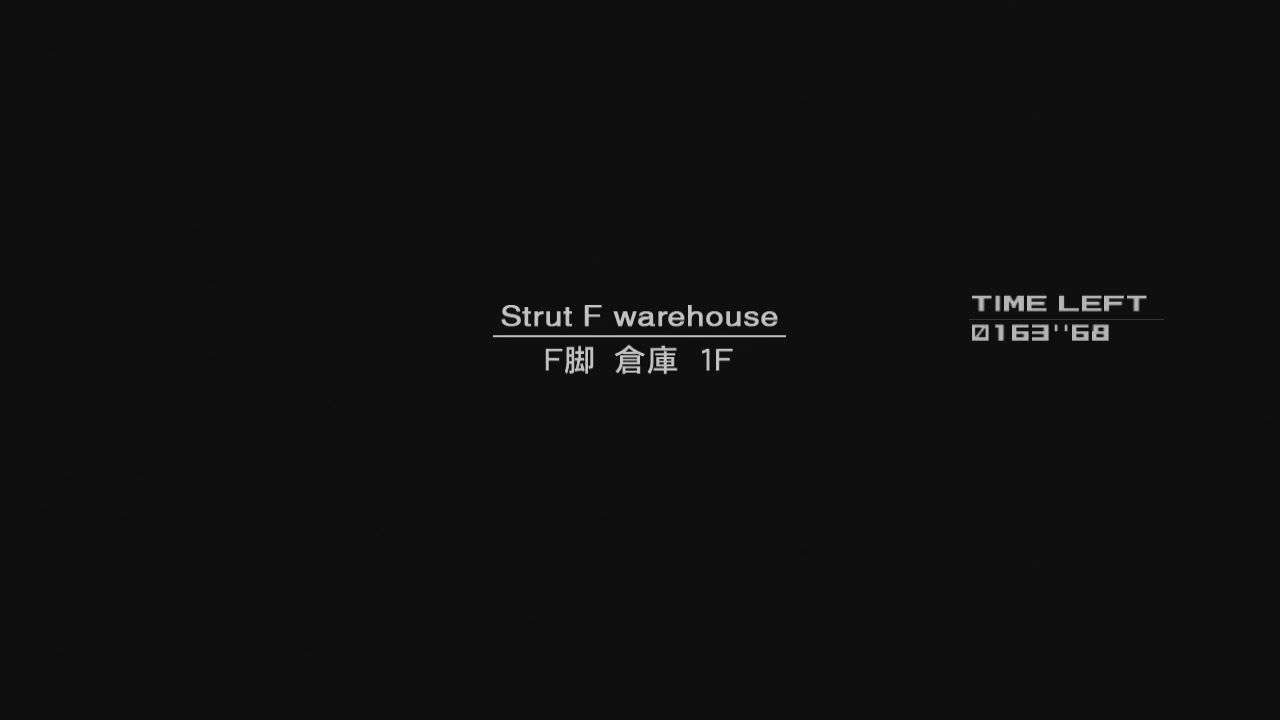 Strut F warehouse
F脚 倉庫 1F
TIME LEFT
0163''68